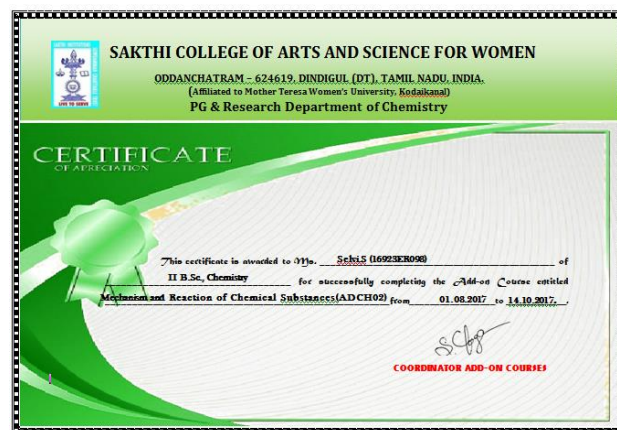 SAKTHI COLLEGE OF ARTS AND SCIENCE FOR WOMEN
ODDANCHATRAM – 624619, DINDIGUL (DT), TAMIL NADU, INDIA.
(Affiliated to Mother Teresa Women's University, Kodaikanal)
PG & Research Department of Chemistry
LIVE TO SERVE
CERTIFICATE
OF APRECIATION
This certificate is awarded to Ms. Selvi.S (16923ER098) of
II B.Sc., Chemistry for successfully completing the Add-on Course entitled
Mechanism and Reaction of Chemical Substances(ADCH02) from 01.08.2017 to 14.10.2017.
COORDINATOR ADD-ON COURSES